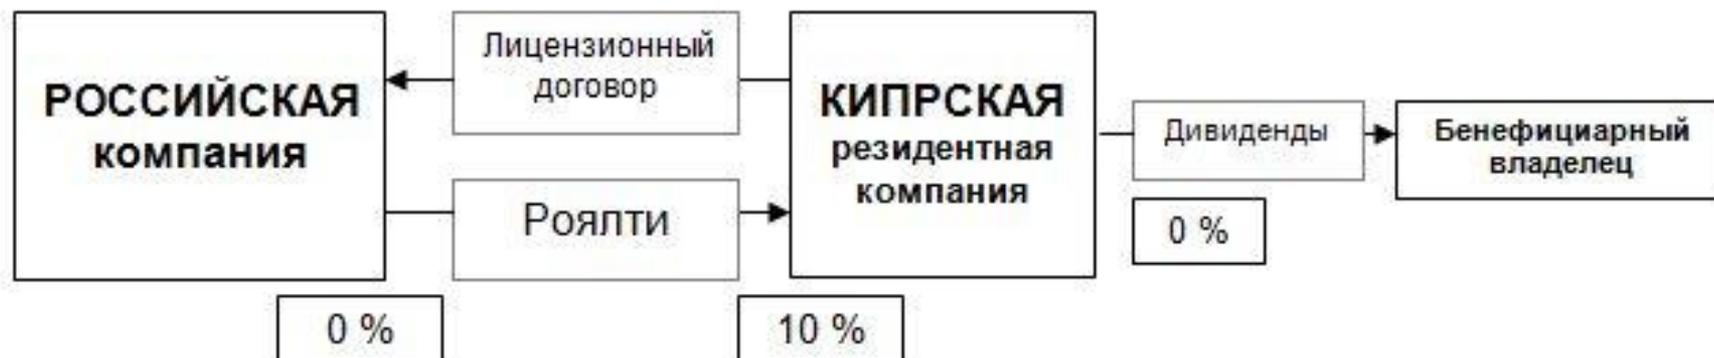 РОССИЙСКАЯ
компания
Лицензионный
договор
Роялти
КИПРСКАЯ
резидентная
компания
Дивиденды
Бенефициарный
владелец
0 %
0 %
10 %